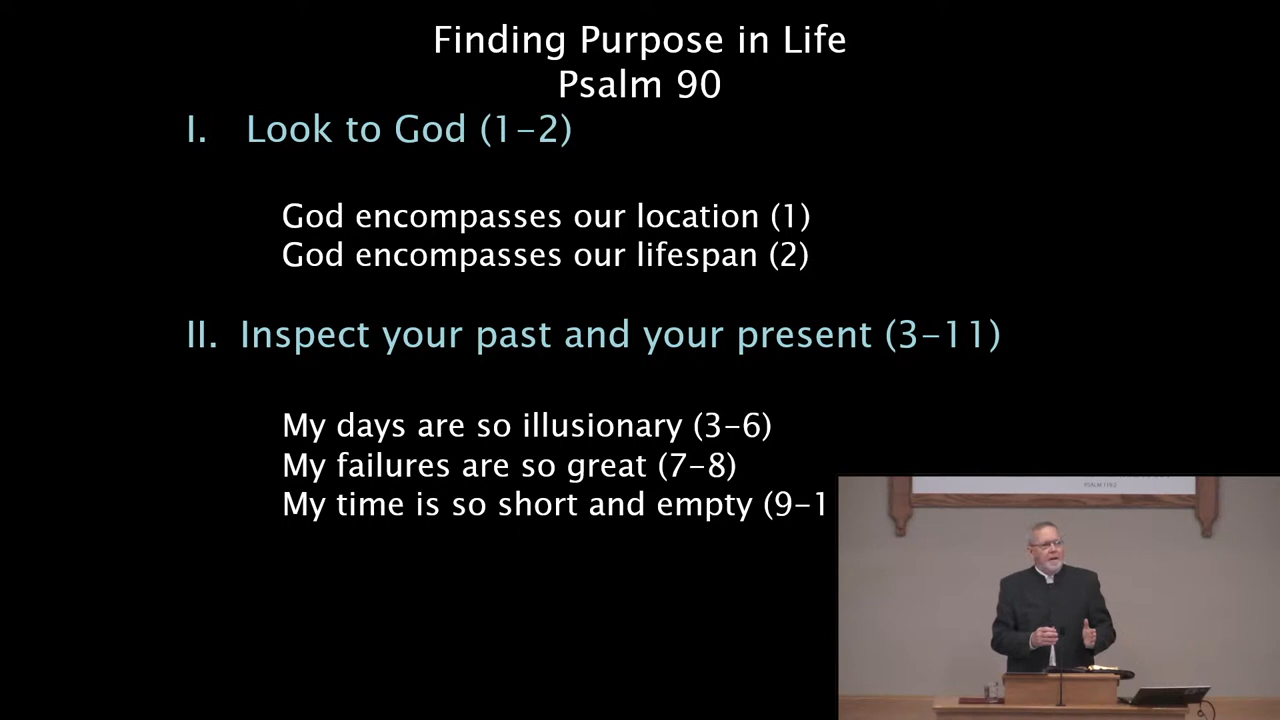 Finding Purpose in Life
Psalm 90
I. Look to God (1-2)
God encompasses our location (1)
God encompasses our lifespan (2)
II. Inspect your past and your present (3-11)
My days are so illusionary (3-6)
My failures are so great (7-8)
My time is so short and empty (9-1